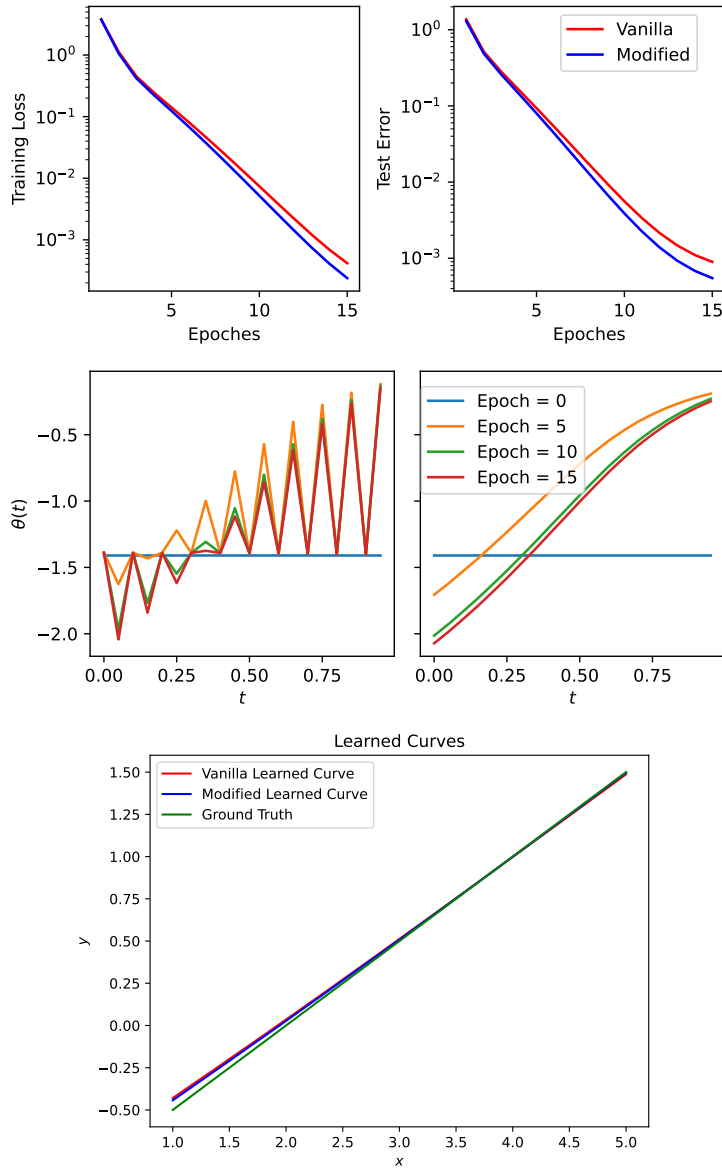 Training Loss
10^0
10^-1
10^-2
10^-3
5
10
15
Epoches
Test Error
10^0
10^-1
10^-2
10^-3
Vanilla
Modified
5
10
15
Epoches
θ(t)
−0.5
−1.0
−1.5
−2.0
0.00
0.25
0.50
0.75
t
Epoch = 0
Epoch = 5
Epoch = 10
Epoch = 15
0.00
0.25
0.50
0.75
t
Learned Curves
Vanilla Learned Curve
Modified Learned Curve
Ground Truth
y
1.50
1.25
1.00
0.75
0.50
0.25
0.00
−0.25
−0.50
1.0
1.5
2.0
2.5
3.0
3.5
4.0
4.5
5.0
x